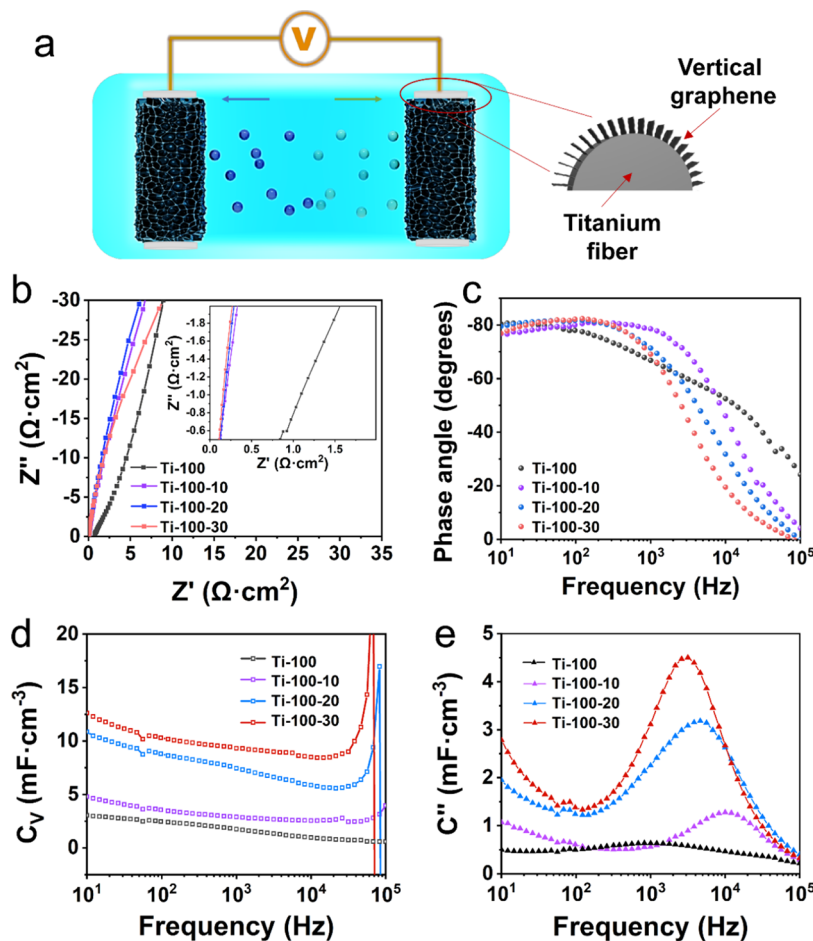 a
V
Vertical
graphene
Titanium
fiber
b
-30
-25
-20
-15
-10
-5
0
0 5 10 15 20 25 30 35
Z'' (Ω·cm²)
Z' (Ω·cm²)
-1.8
-1.6
-1.4
-1.2
-1.0
-0.8
-0.6
0.0 0.5 1.0 1.5
Z'' (Ω·cm²)
Z' (Ω·cm²)
Ti-100
Ti-100-10
Ti-100-20
Ti-100-30
c
-80
-60
-40
-20
0
10¹ 10² 10³ 10⁴ 10⁵
Phase angle (degrees)
Frequency (Hz)
Ti-100
Ti-100-10
Ti-100-20
Ti-100-30
d
20
15
10
5
0
10¹ 10² 10³ 10⁴ 10⁵
Cᵥ (mF·cm⁻³)
Frequency (Hz)
Ti-100
Ti-100-10
Ti-100-20
Ti-100-30
e
5
4
3
2
1
0
10¹ 10² 10³ 10⁴ 10⁵
C'' (mF·cm⁻³)
Frequency (Hz)
Ti-100
Ti-100-10
Ti-100-20
Ti-100-30